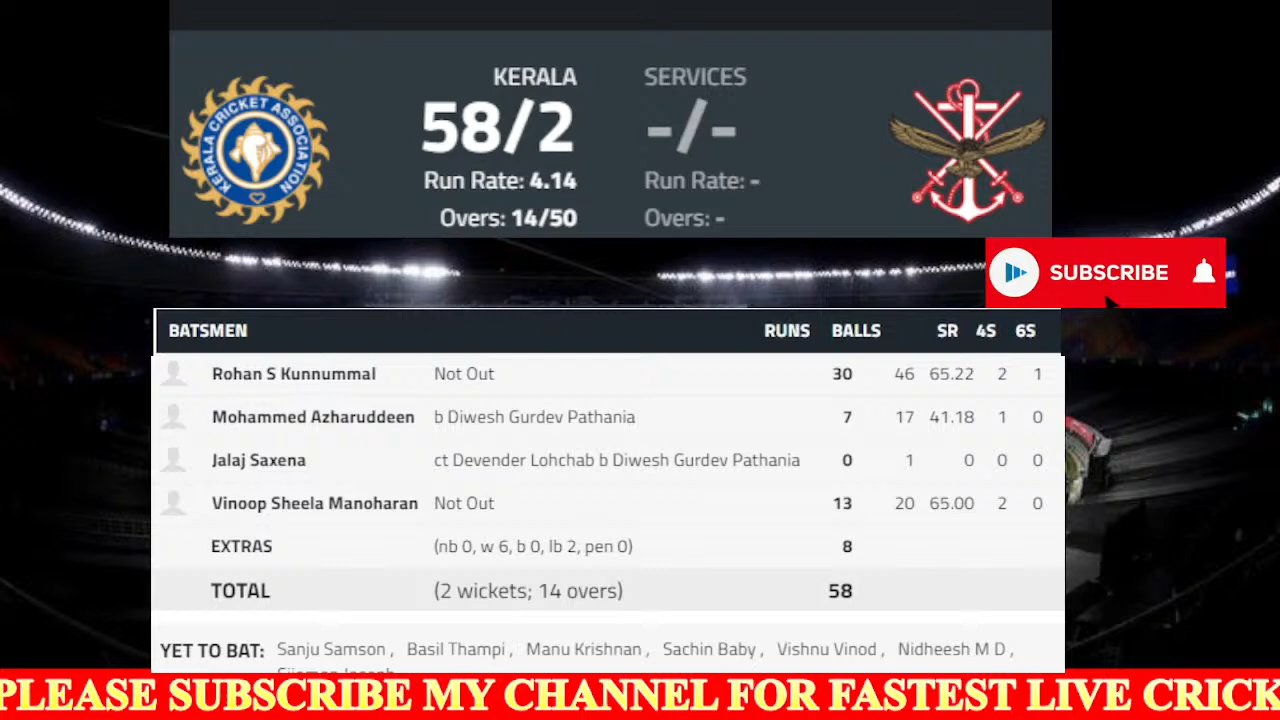 KERALA CRICKET ASSOCIATION
KERALA SERVICES
58/2 -/-
Run Rate: 4.14 Run Rate: -
Overs: 14/50 Overs: -
SUBSCRIBE
BATSMEN RUNS BALLS SR 4S 6S
Rohan S Kunnummal Not Out 30 46 65.22 2 1
Mohammed Azharuddeen b Diwesh Gurdev Pathania 7 17 41.18 1 0
Jalaj Saxena ct Devender Lohchab b Diwesh Gurdev Pathania 0 1 0 0 0
Vinoop Sheela Manoharan Not Out 13 20 65.00 2 0
EXTRAS (nb 0, w 6, b 0, lb 2, pen 0) 8
TOTAL (2 wickets; 14 overs) 58
YET TO BAT: Sanju Samson , Basil Thampi , Manu Krishnan , Sachin Baby , Vishnu Vinod , Nidheesh M D ,
PLEASE SUBSCRIBE MY CHANNEL FOR FASTEST LIVE CRICK